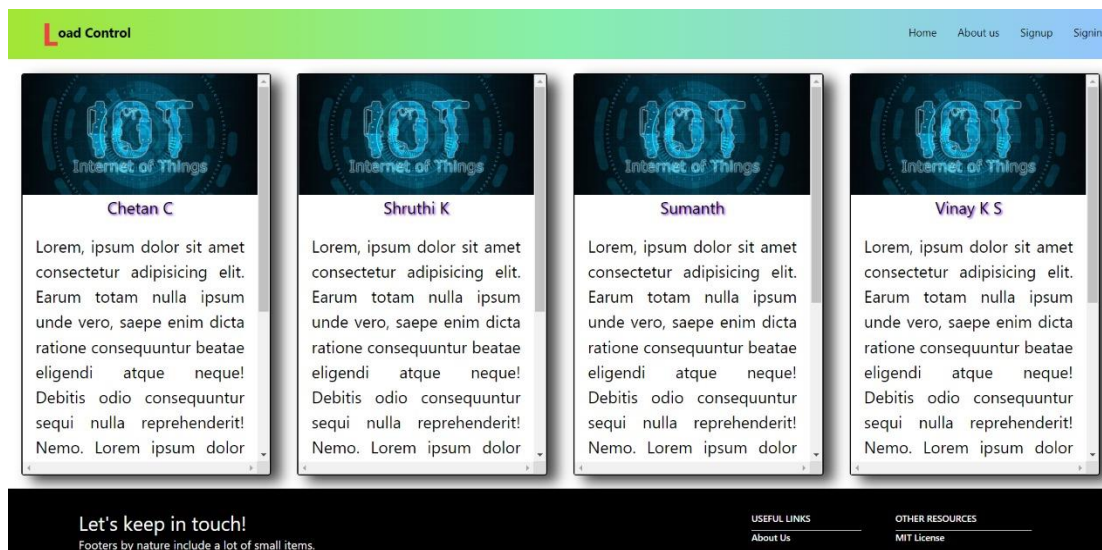 Load Control
Home About us Signup Signin
IOT
Internet of Things
Chetan C
Lorem, ipsum dolor sit amet
consectetur adipisicing elit.
Earum totam nulla ipsum
unde vero, saepe enim dicta
ratione consequuntur beatae
eligendi atque neque!
Debitis odio consequuntur
sequi nulla reprehenderit!
Nemo. Lorem ipsum dolor
IOT
Internet of Things
Shruthi K
Lorem, ipsum dolor sit amet
consectetur adipisicing elit.
Earum totam nulla ipsum
unde vero, saepe enim dicta
ratione consequuntur beatae
eligendi atque neque!
Debitis odio consequuntur
sequi nulla reprehenderit!
Nemo. Lorem ipsum dolor
IOT
Internet of Things
Sumanth
Lorem, ipsum dolor sit amet
consectetur adipisicing elit.
Earum totam nulla ipsum
unde vero, saepe enim dicta
ratione consequuntur beatae
eligendi atque neque!
Debitis odio consequuntur
sequi nulla reprehenderit!
Nemo. Lorem ipsum dolor
IOT
Internet of Things
Vinay K S
Lorem, ipsum dolor sit amet
consectetur adipisicing elit.
Earum totam nulla ipsum
unde vero, saepe enim dicta
ratione consequuntur beatae
eligendi atque neque!
Debitis odio consequuntur
sequi nulla reprehenderit!
Nemo. Lorem ipsum dolor
Let's keep in touch!
Footers by nature include a lot of small items.
USEFUL LINKS
About Us
OTHER RESOURCES
MIT License